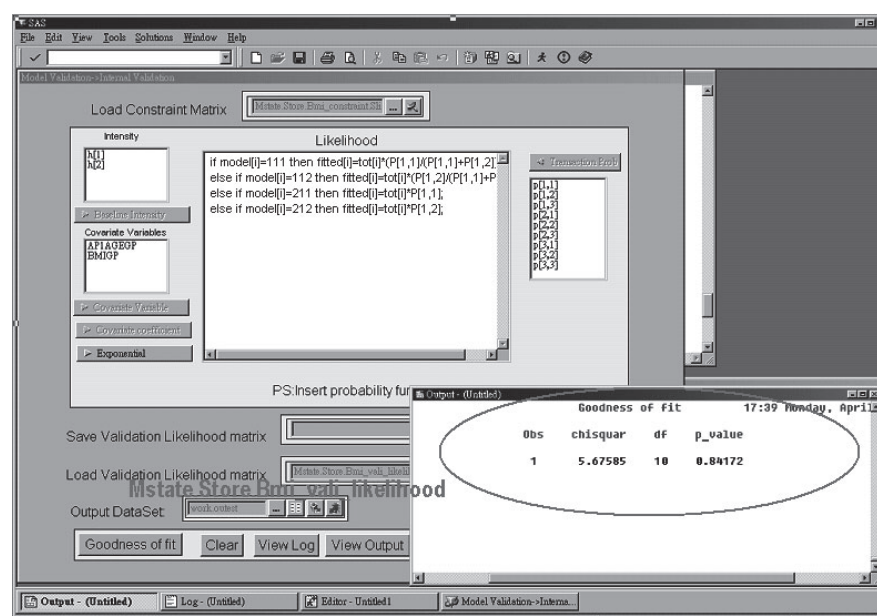 SAS
File Edit View Tools Solutions Window Help
Model Validation->Internal Validation
Load Constraint Matrix
Mstate.Store.Bmi_constraint.Sl
...
Intensity
h[1]
h[2]
Baseline Intensity
Covariate Variables
AP1AGEGP
BMIGP
Covariate Variable
Covariate coefficient
Exponential
Likelihood
if model[i]=111 then fitted[i]=tot[i]*(P[1,1]/(P[1,1]+P[1,2]
else if model[i]=112 then fitted[i]=tot[i]*(P[1,2]/(P[1,1]+P
else if model[i]=211 then fitted[i]=tot[i]*P[1,1];
else if model[i]=212 then fitted[i]=tot[i]*P[1,2];
Transaction Prob
p[1,1]
p[1,2]
p[1,3]
p[2,1]
p[2,2]
p[2,3]
p[3,1]
p[3,2]
p[3,3]
PS:Insert probability fur
Save Validation Likelihood matrix
Load Validation Likelihood matrix
Mstate.Store.Bmi_vali_likeli
...
Mstate.Store.Bmi_vali_likelihood
Output DataSet
work.outest
...
Goodness of fit Clear View Log View Output
Output - (Untitled)
Goodness of fit 17:39 Monday, April
Obs chisquar df p_value
1 5.67585 10 0.84172
Output - (Untitled) Log - (Untitled) Editor - Untitled1 Model Validation->Interna...